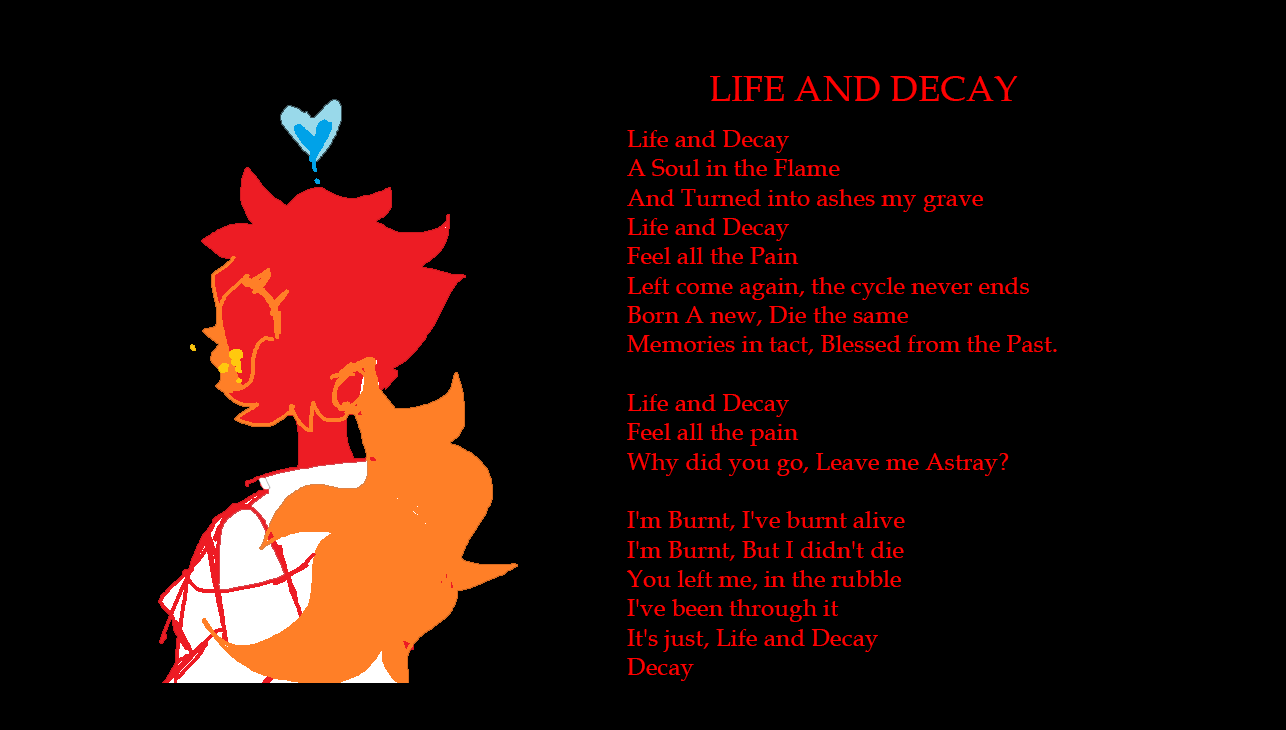 LIFE AND DECAY
Life and Decay
A Soul in the Flame
And Turned into ashes my grave
Life and Decay
Feel all the Pain
Left come again, the cycle never ends
Born A new, Die the same
Memories in tact, Blessed from the Past.
Life and Decay
Feel all the pain
Why did you go, Leave me Astray?
I'm Burnt, I've burnt alive
I'm Burnt, But I didn't die
You left me, in the rubble
I've been through it
It's just, Life and Decay
Decay